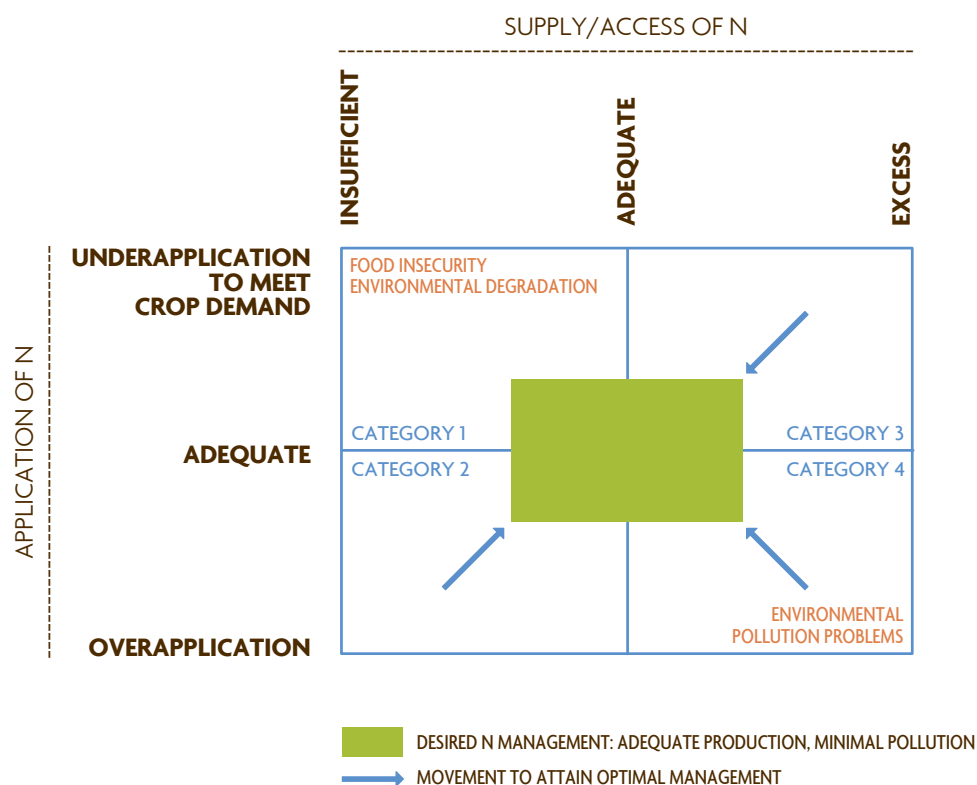 SUPPLY/ACCESS OF N
INSUFFICIENT
ADEQUATE
EXCESS
APPLICATION OF N
UNDERAPPLICATION
TO MEET
CROP DEMAND
ADEQUATE
OVERAPPLICATION
FOOD INSECURITY
ENVIRONMENTAL DEGRADATION
CATEGORY 1
CATEGORY 3
CATEGORY 2
CATEGORY 4
ENVIRONMENTAL
POLLUTION PROBLEMS
DESIRED N MANAGEMENT: ADEQUATE PRODUCTION, MINIMAL POLLUTION
MOVEMENT TO ATTAIN OPTIMAL MANAGEMENT